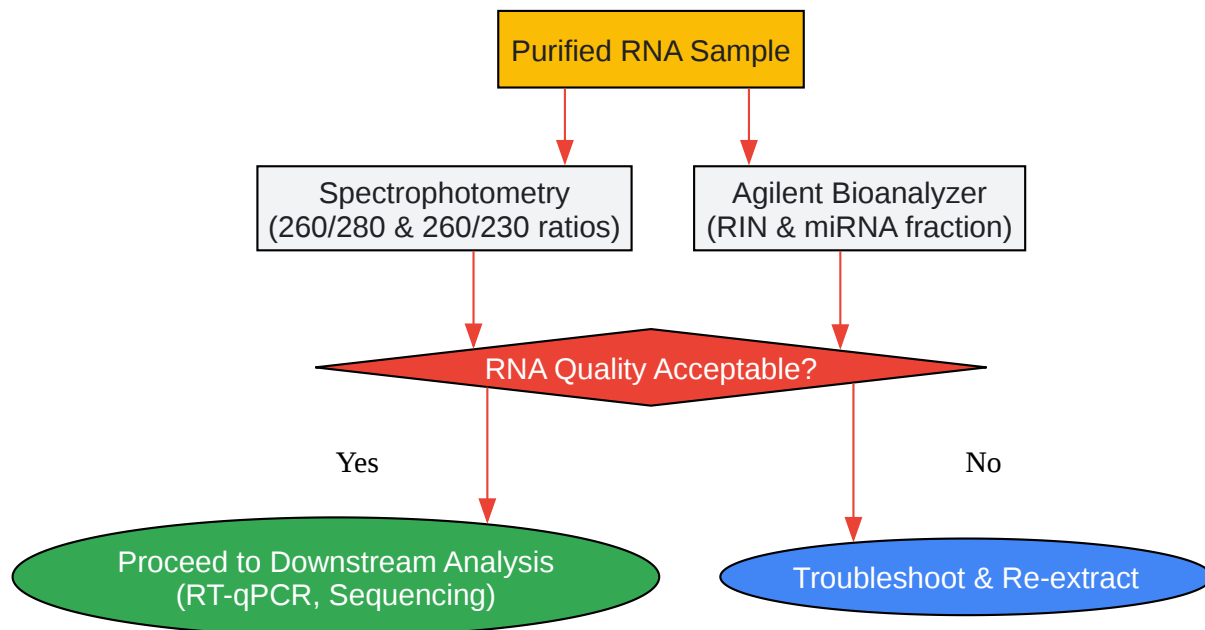 Purified RNA Sample
Spectrophotometry
(260/280 & 260/230 ratios)
Agilent Bioanalyzer
(RIN & miRNA fraction)
RNA Quality Acceptable?
Yes
No
Proceed to Downstream Analysis
(RT-qPCR, Sequencing)
Troubleshoot & Re-extract